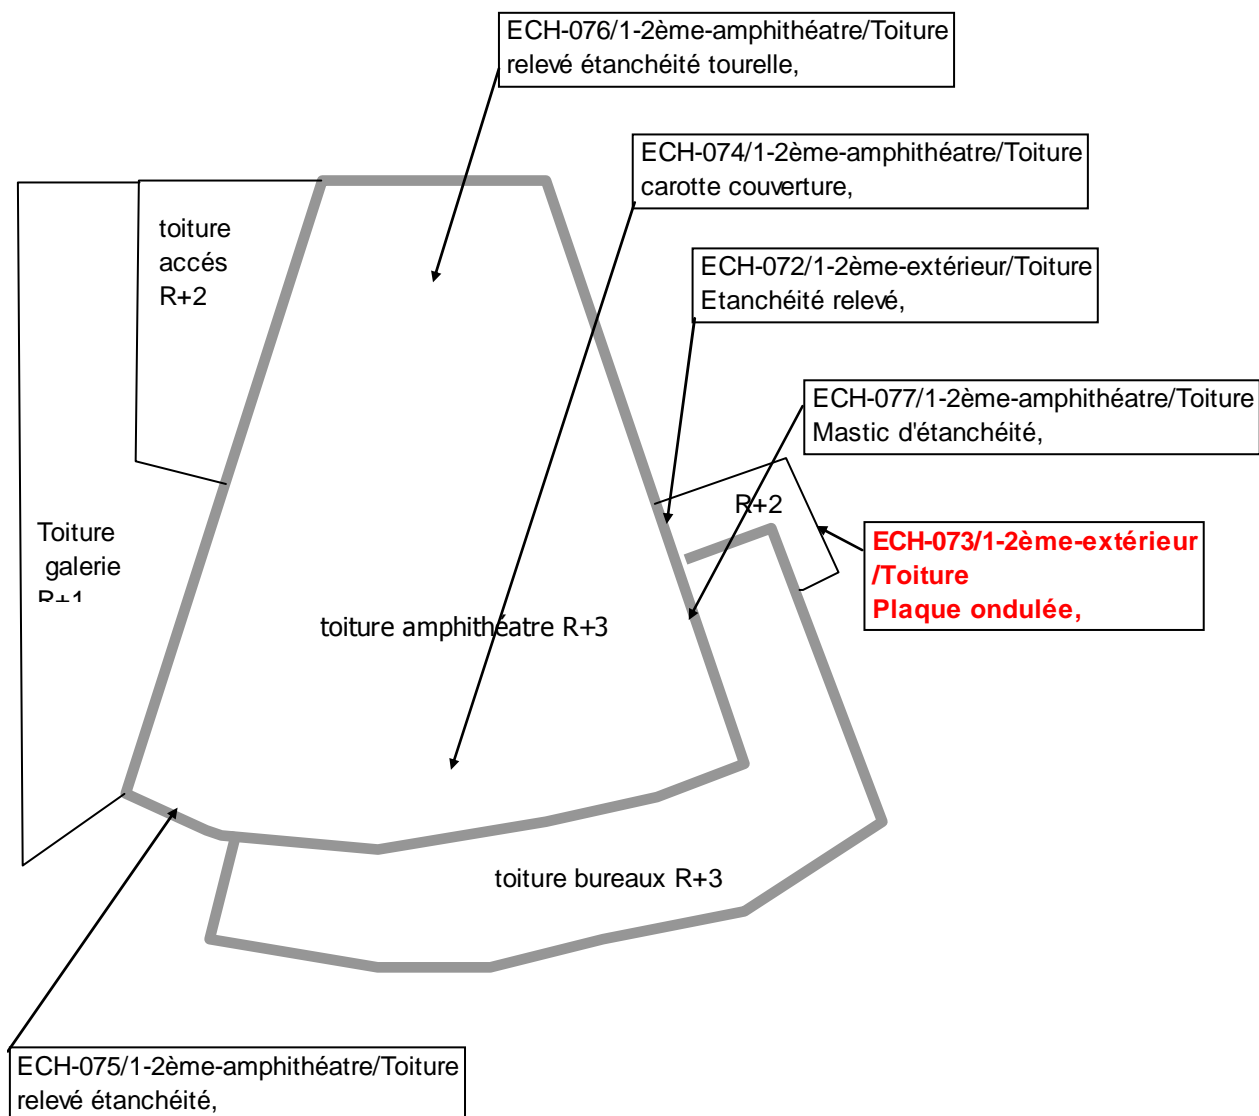 ECH-076/1-2ème-amphithéatre/Toiture
relevé étanchéité tourelle,
ECH-074/1-2ème-amphithéatre/Toiture
carotte couverture,
toiture
accés
R+2
ECH-072/1-2ème-extérieur/Toiture
Etanchéité relevé,
ECH-077/1-2ème-amphithéatre/Toiture
Mastic d'étanchéité,
R+2
Toiture
galerie
R+1
ECH-073/1-2ème-extérieur
/Toiture
Plaque ondulée,
toiture amphithéatre R+3
toiture bureaux R+3
ECH-075/1-2ème-amphithéatre/Toiture
relevé étanchéité,